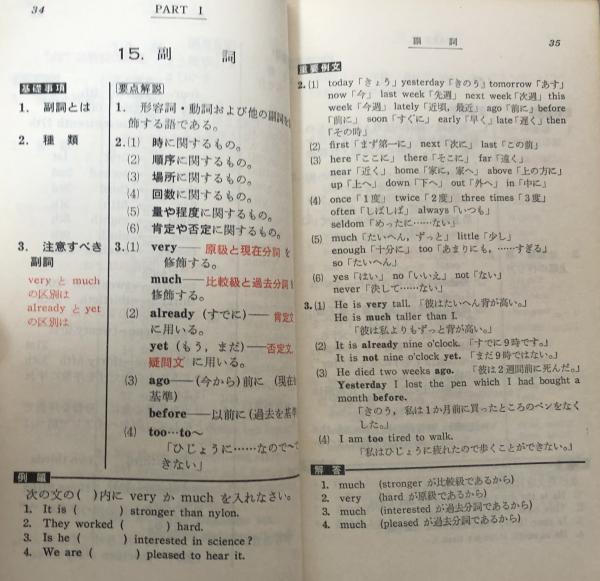 34
PART I
15. 副詞
基礎事項
要点解説
1. 副詞とは
1. 形容詞・動詞および他の副詞を
飾する語である。
2. 種類
2. (1) 時に関するもの。
(2) 順序に関するもの。
(3) 場所に関するもの。
(4) 回数に関するもの。
(5) 量や程度に関するもの。
(6) 肯定や否定に関するもの。
3. 注意すべき
副詞
very と much
の区別は
already と yet
の区別は
3. (1) very——原級と現在分詞を
修飾する。
much——比較級と過去分詞
修飾する。
(2) already (すでに)——肯定文
に用いる。
yet (もう, まだ)——否定文,
疑問文 に用いる。
(3) ago——(今から)前に (現在
基準)
before——以前に (過去を基準
(4) too…to~
「ひじょうに……なので~
きない」
例題
次の文の( )内に very か much を入れなさい。
1. It is ( ) stronger than nylon.
2. They worked ( ) hard.
3. Is he ( ) interested in science?
4. We are ( ) pleased to hear it.
副詞
35
重要例文
2. (1) today「きょう」yesterday「きのう」tomorrow「あす」
now「今」 last week「先週」 next week「次週」 this
week「今週」 lately「近頃, 最近」 ago「前に」 before
「前に」 soon「すぐに」 early「早く」 late「遅く」 then
「その時」
(2) first「まず第一に」 next「次に」 last「この前」
(3) here「ここに」 there「そこに」 far「遠く」
near「近く」 home「家に, 家へ」 above「上の方に」
up「上へ」 down「下へ」 out「外へ」 in「中に」
(4) once「1度」 twice「2度」 three times「3度」
often「しばしば」 always「いつも」
seldom「めったに……ない」
(5) much「たいへん, ずっと」 little「少し」
enough「十分に」 too「あまりにも, ……すぎる」
so「たいへん」
(6) yes「はい」 no「いいえ」 not「ない」
never「決して……ない」
3. (1) He is very tall. 「彼はたいへん背が高い。」
He is much taller than I.
「彼は私よりもずっと背が高い。」
(2) It is already nine o'clock. 「すでに9時です。」
It is not nine o'clock yet. 「まだ9時ではない。」
(3) He died two weeks ago. 「彼は2週間前に死んだ。」
Yesterday I lost the pen which I had bought a
month before.
「きのう, 私は1か月前に買ったところのペンをなく
した。」
(4) I am too tired to walk.
「私はひじょうに疲れたので歩くことができない。」
解答
1. much (stronger が比較級であるから)
2. very (hard が原級であるから)
3. much (interested が過去分詞であるから)
4. much (pleased が過去分詞であるから)